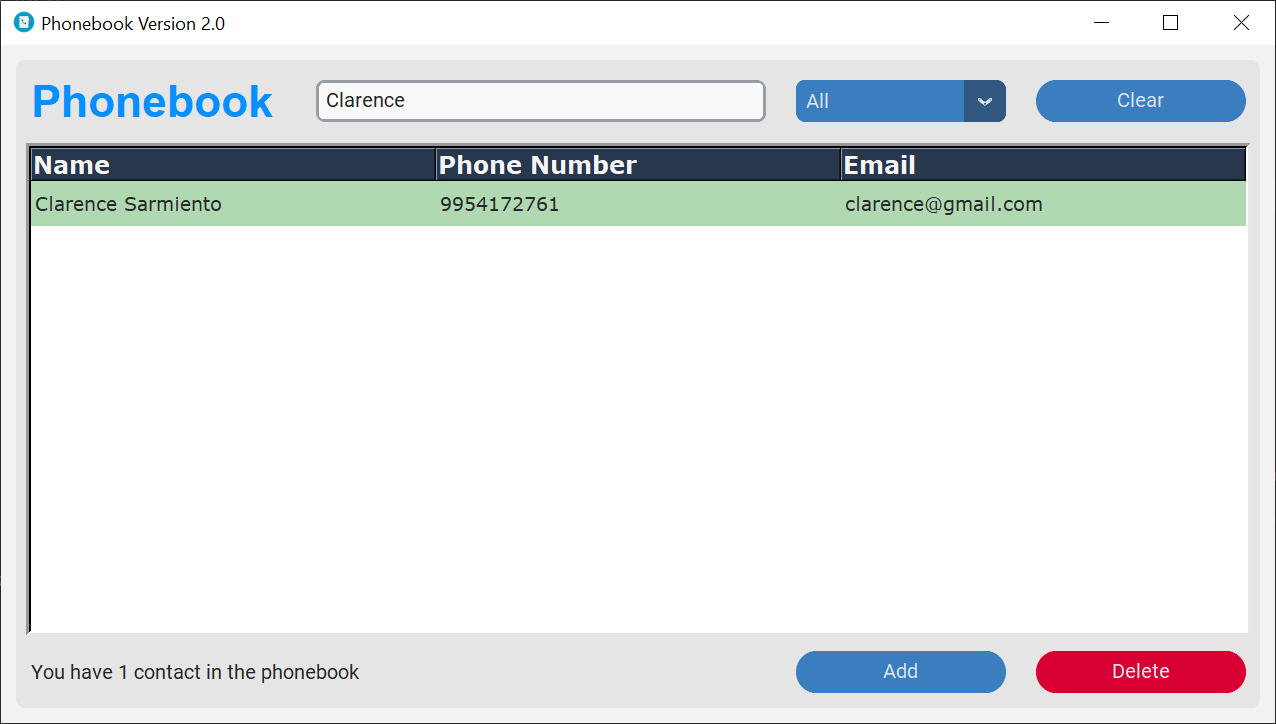 Phonebook Version 2.0
Phonebook Clarence All Clear
Name Phone Number Email
Clarence Sarmiento 9954172761 clarence@gmail.com
You have 1 contact in the phonebook Add Delete